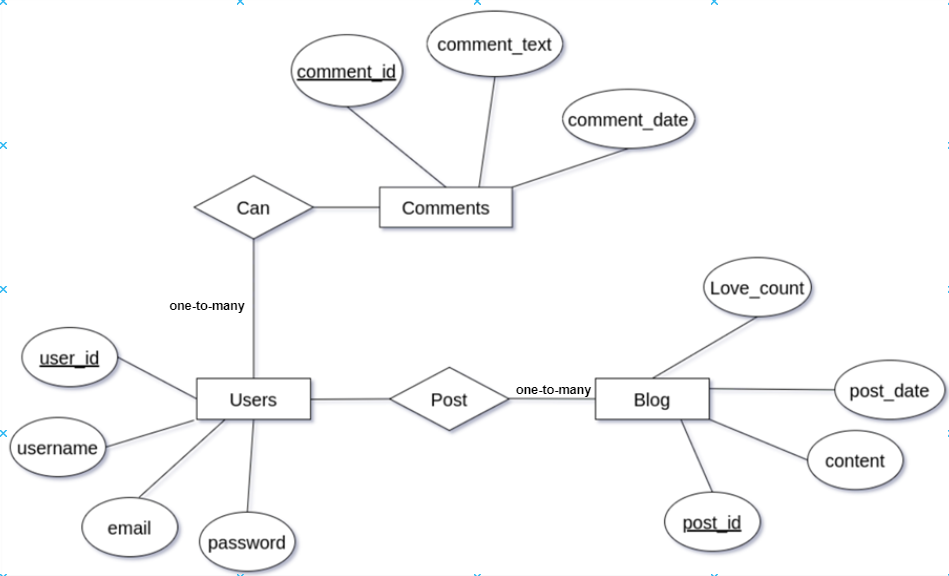 comment_text
comment_id
comment_date
Can
Comments
Love_count
one-to-many
user_id
one-to-many
post_date
Users
Post
Blog
username
content
email
password
post_id